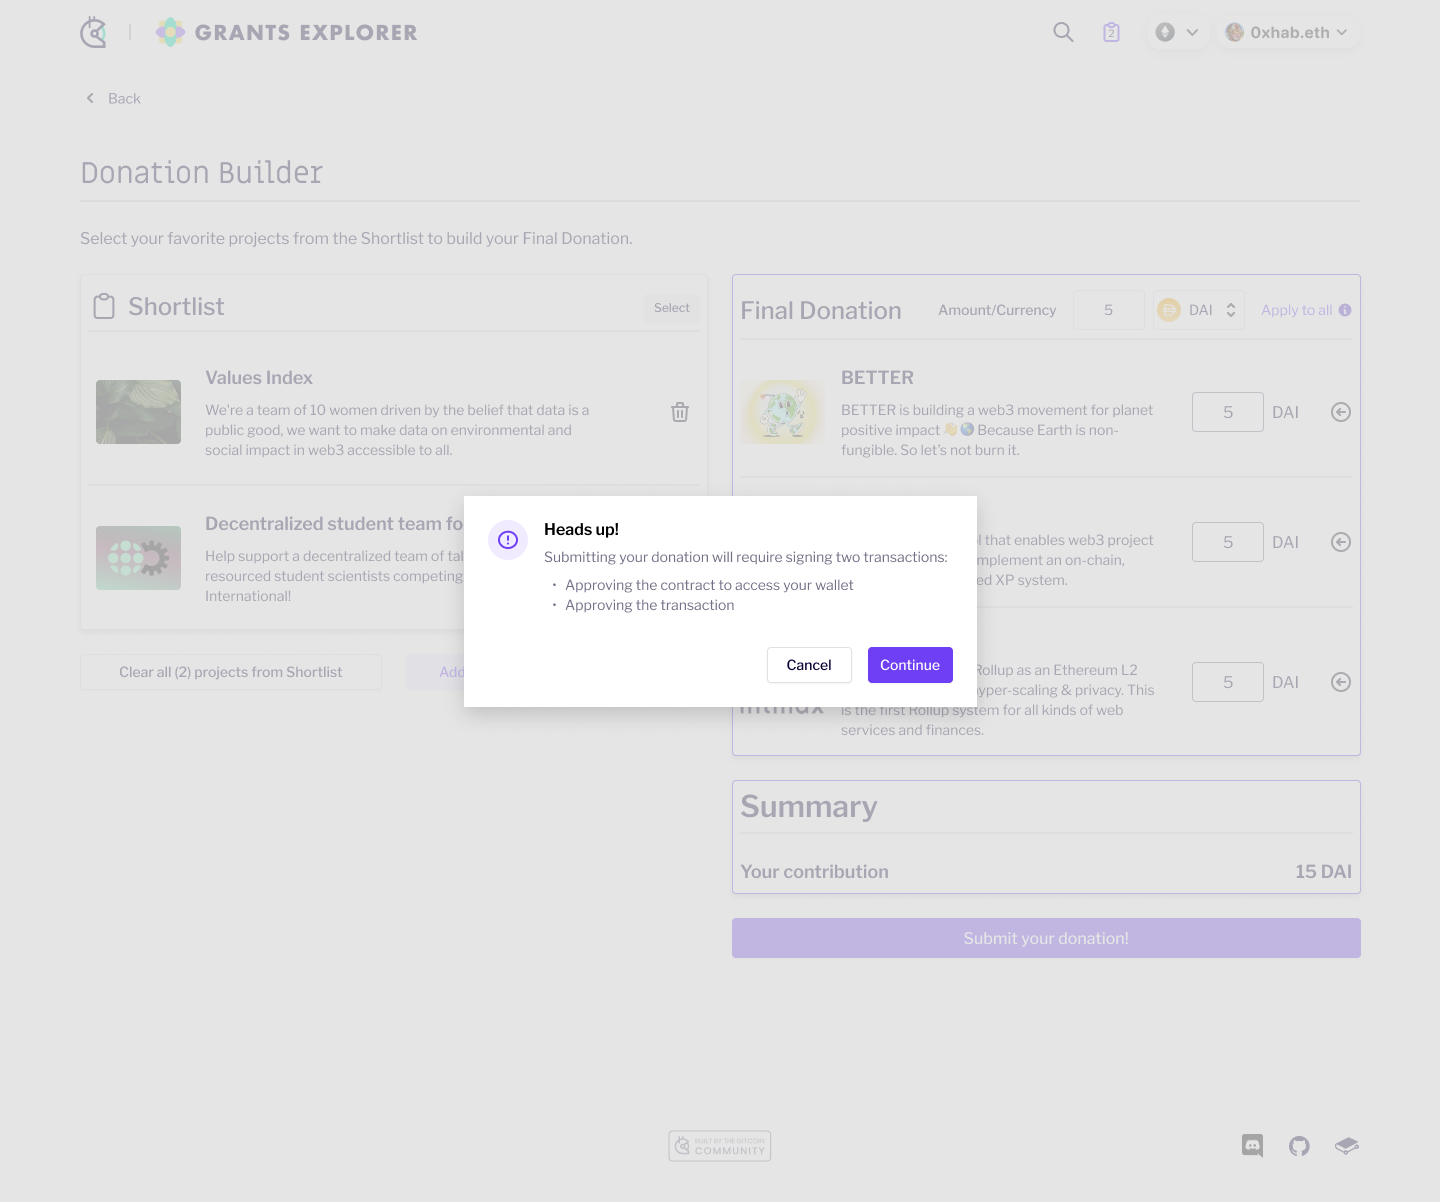 GRANTS EXPLORER
2
0xhab.eth
Back
Donation Builder
Select your favorite projects from the Shortlist to build your Final Donation.
Shortlist
Select
Values Index
We're a team of 10 women driven by the belief that data is a
public good, we want to make data on environmental and
social impact in web3 accessible to all.
Decentralized student team fo
Help support a decentralized team of tal
resourced student scientists competing
International!
Clear all (2) projects from Shortlist
Add
Final Donation
Amount/Currency
5
DAI
Apply to all
BETTER
BETTER is building a web3 movement for planet
positive impact 👋🌎 Because Earth is non-
fungible. So let's not burn it.
5 DAI
l that enables web3 project
mplement an on-chain,
ed XP system.
5 DAI
Rollup as an Ethereum L2
yper-scaling & privacy. This
is the first Rollup system for all kinds of web
services and finances.
5 DAI
Heads up!
Submitting your donation will require signing two transactions:
• Approving the contract to access your wallet
• Approving the transaction
Cancel
Continue
Summary
Your contribution
15 DAI
Submit your donation!
BUILT BY THE GITCOIN
COMMUNITY